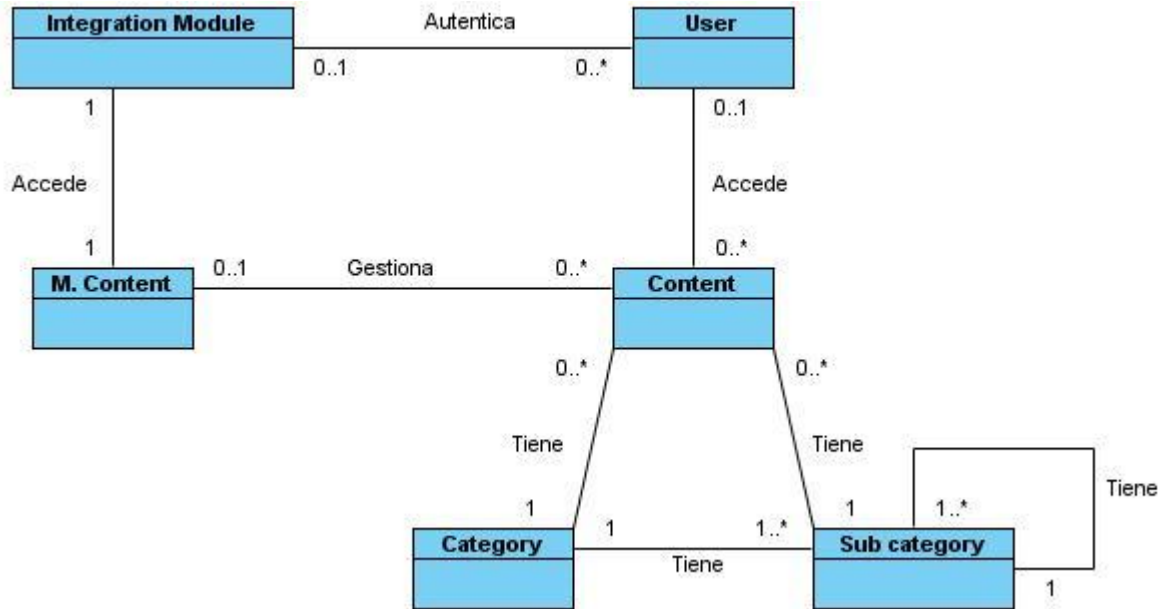 Integration Module
Autentica
User
0..1
0..*
1
0..1
Accede
Accede
1
0..*
M. Content
0..1
Gestiona
0..*
Content
0..*
0..*
Tiene
Tiene
Tiene
1
1
1..*
1
1..*
Category
Tiene
Sub category
1